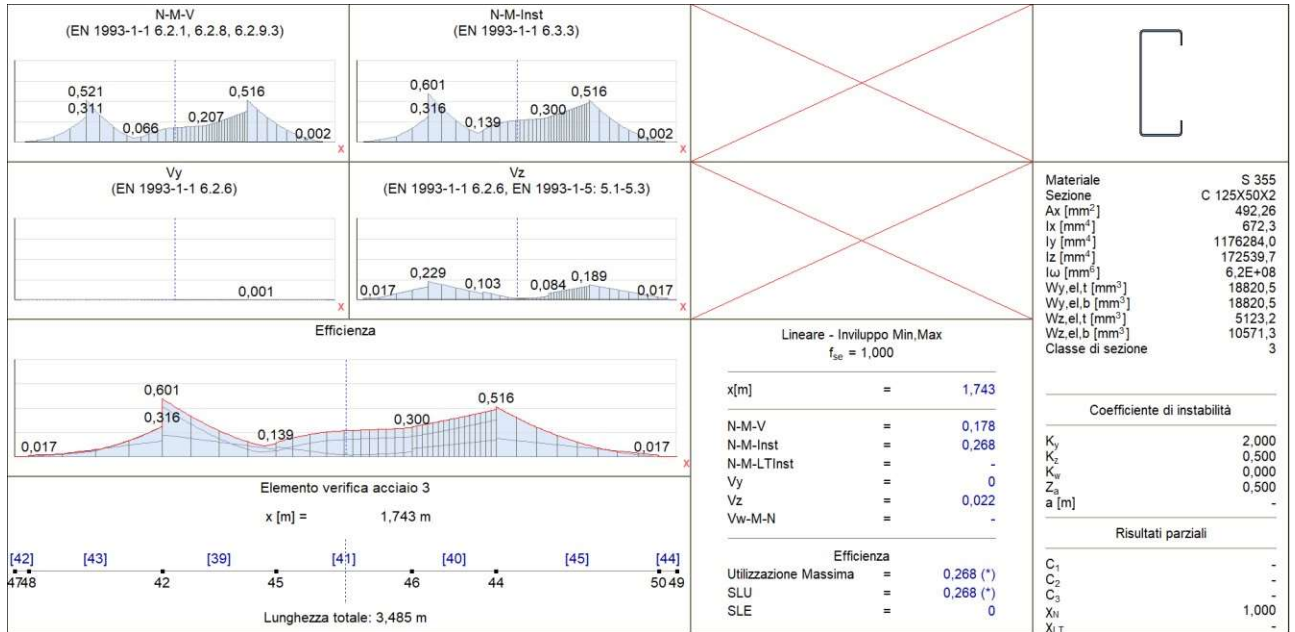 N-M-V
(EN 1993-1-1 6.2.1, 6.2.8, 6.2.9.3)
0,521
0,311
0,066
0,207
0,516
0,002
x
N-M-Inst
(EN 1993-1-1 6.3.3)
0,601
0,316
0,139
0,300
0,516
0,002
x
Vy
(EN 1993-1-1 6.2.6)
0,001
x
Vz
(EN 1993-1-1 6.2.6, EN 1993-1-5: 5.1-5.3)
0,017
0,229
0,103
0,084
0,189
0,017
x
Efficienza
0,017
0,601
0,316
0,139
0,300
0,516
0,017
x
Elemento verifica acciaio 3
x [m] = 1,743 m
[42] [43] [39] [41] [40] [45] [44]
47 48 42 45 46 44 50 49
Lunghezza totale: 3,485 m
Lineare - Inviluppo Min,Max
fse = 1,000
x[m] = 1,743
N-M-V = 0,178
N-M-Inst = 0,268
N-M-LTInst = -
Vy = 0
Vz = 0,022
Vw-M-N = -
Efficienza
Utilizzazione Massima = 0,268 (*)
SLU = 0,268 (*)
SLE = 0
Materiale S 355
Sezione C 125X50X2
Ax [mm²] 492,26
Ix [mm⁴] 672,3
Iy [mm⁴] 1176284,0
Iz [mm⁴] 172539,7
Iω [mm⁶] 6,2E+08
Wy,el,t [mm³] 18820,5
Wy,el,b [mm³] 18820,5
Wz,el,t [mm³] 5123,2
Wz,el,b [mm³] 10571,3
Classe di sezione 3
Coefficiente di instabilità
Ky 2,000
Kz 0,500
Kw 0,000
Za 0,500
a [m] -
Risultati parziali
C₁ -
C₂ -
C₃ -
χN 1,000
χLT -